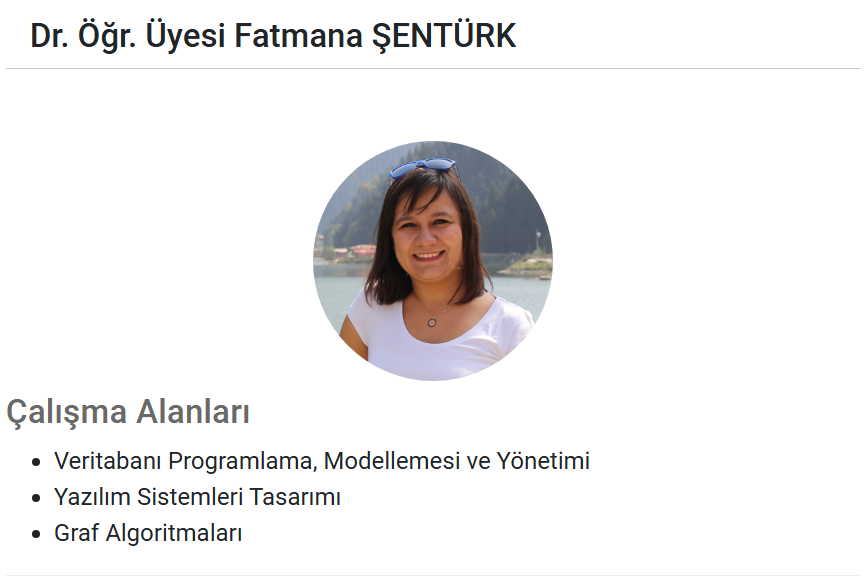 Dr. Öğr. Üyesi Fatmana ŞENTÜRK
Çalışma Alanları
Veritabanı Programlama, Modellemesi ve Yönetimi
Yazılım Sistemleri Tasarımı
Graf Algoritmaları